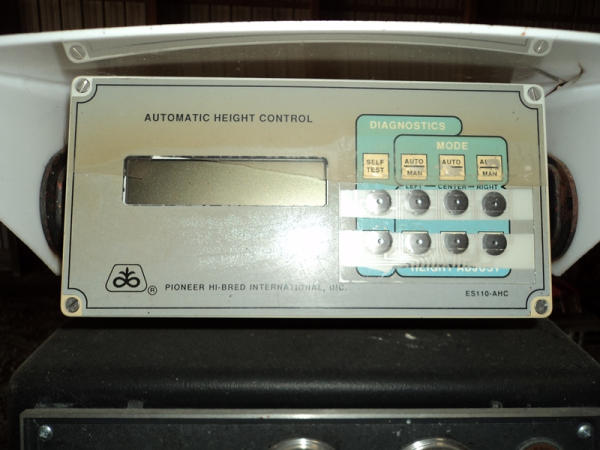 AUTOMATIC HEIGHT CONTROL
DIAGNOSTICS
MODE
SELF TEST
AUTO MAN
AUTO
AUTO MAN
LEFT CENTER RIGHT
HEIGHT ADJUST
® PIONEER HI-BRED INTERNATIONAL, INC.
ES110-AHC